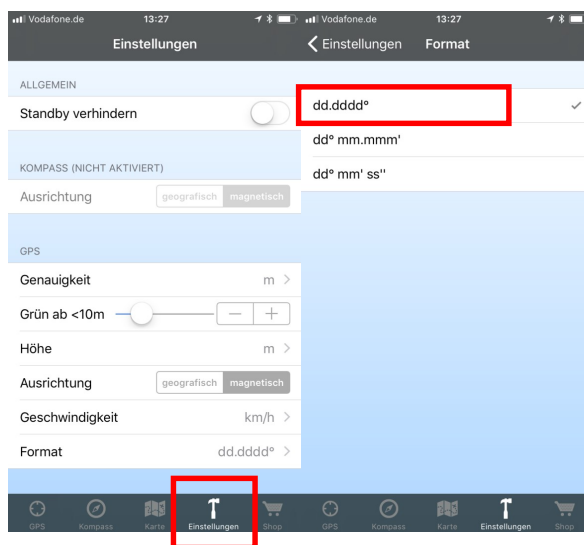 Vodafone.de 13:27
Einstellungen
ALLGEMEIN
Standby verhindern
KOMPASS (NICHT AKTIVIERT)
Ausrichtung geografisch magnetisch
GPS
Genauigkeit m
Grün ab <10m
Höhe m
Ausrichtung geografisch magnetisch
Geschwindigkeit km/h
Format dd.dddd°
GPS Kompass Karte Einstellungen Shop
Vodafone.de 13:27
Einstellungen Format
dd.dddd°
dd° mm.mmm'
dd° mm' ss''
GPS Kompass Karte Einstellungen Shop